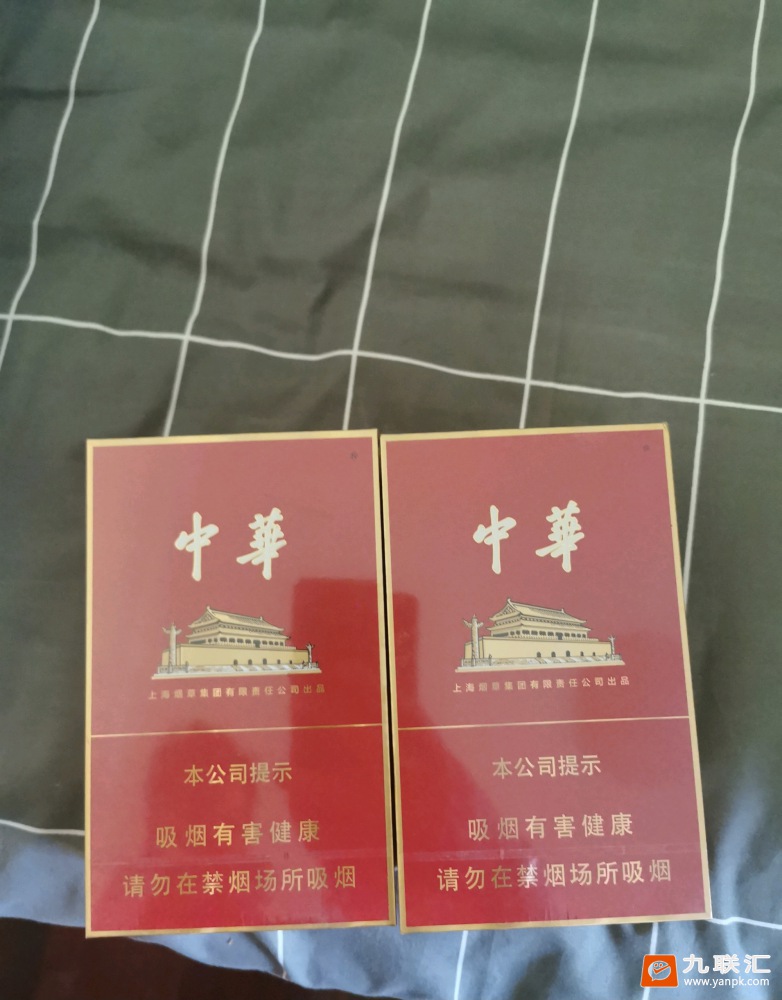 中華
上海烟草集团有限责任公司出品
本公司提示
吸烟有害健康
请勿在禁烟场所吸烟
中華
上海烟草集团有限责任公司出品
本公司提示
吸烟有害健康
请勿在禁烟场所吸烟
九联汇
www.yanpk.com